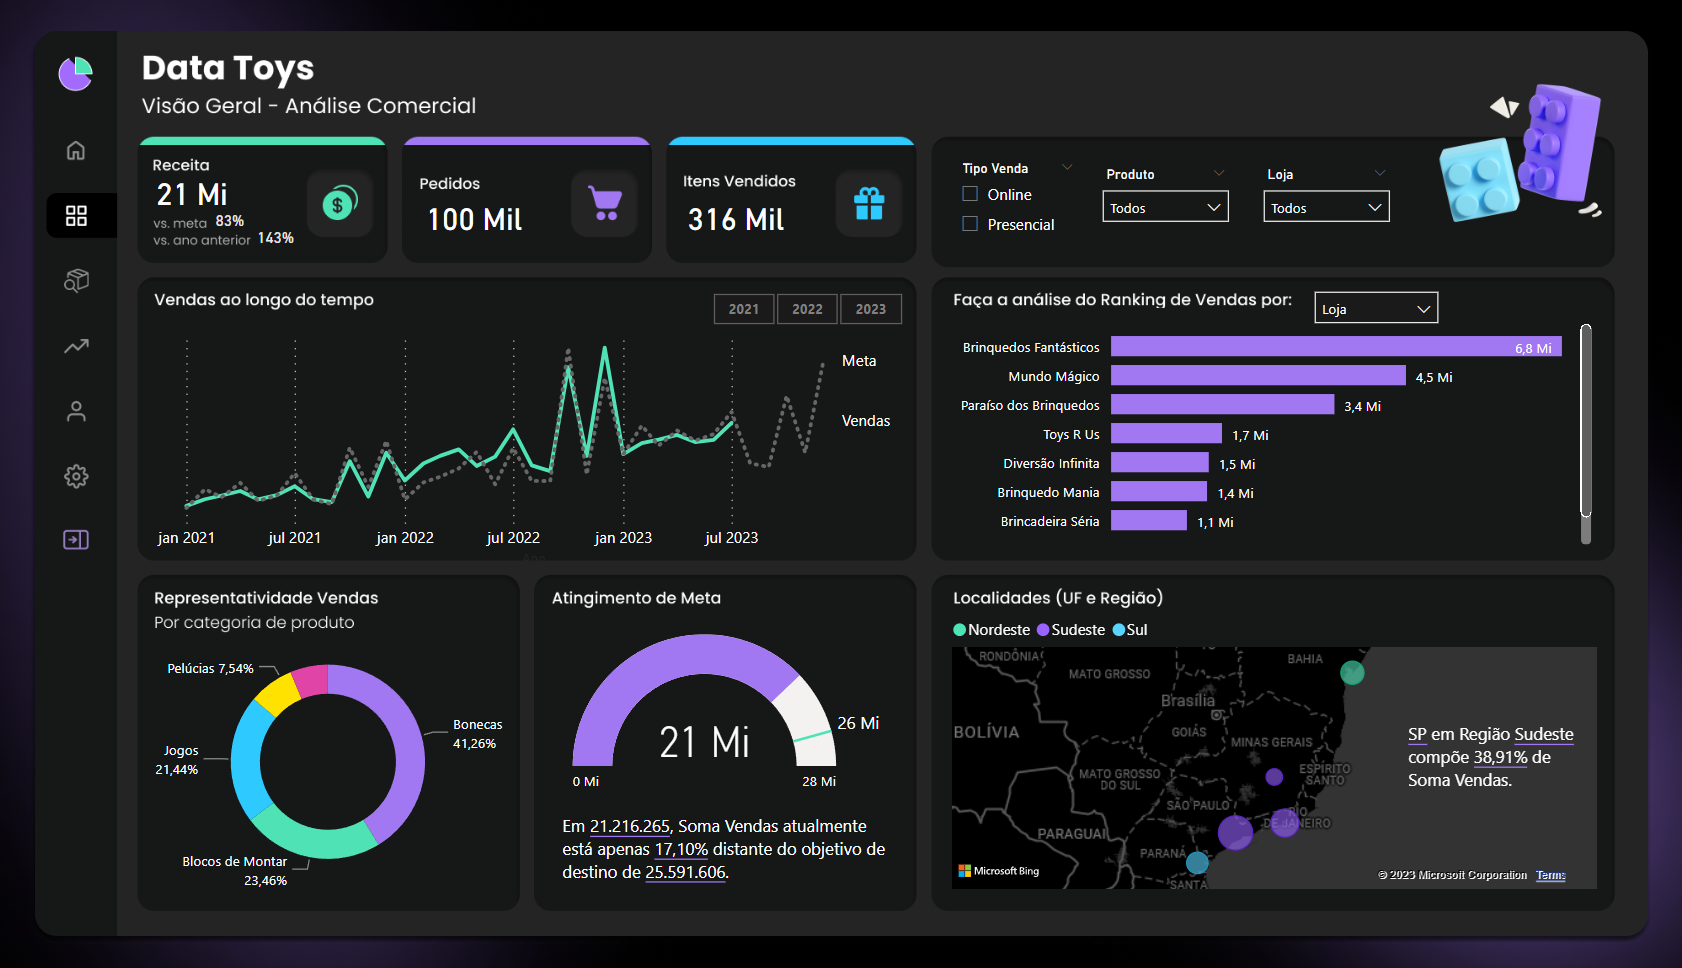 Data Toys
Visão Geral - Análise Comercial
Receita
21 Mi
vs. meta 83%
vs. ano anterior 143%
Pedidos
100 Mil
Itens Vendidos
316 Mil
Tipo Venda
Online
Presencial
Produto
Todos
Loja
Todos
Vendas ao longo do tempo
2021 2022 2023
Meta
Vendas
jan 2021 jul 2021 jan 2022 jul 2022 jan 2023 jul 2023
Ano
Faça a análise do Ranking de Vendas por:
Loja
Brinquedos Fantásticos 6,8 Mi
Mundo Mágico 4,5 Mi
Paraíso dos Brinquedos 3,4 Mi
Toys R Us 1,7 Mi
Diversão Infinita 1,5 Mi
Brinquedo Mania 1,4 Mi
Brincadeira Séria 1,1 Mi
Representatividade Vendas
Por categoria de produto
Pelúcias 7,54%
Bonecas
41,26%
Jogos
21,44%
Blocos de Montar
23,46%
Atingimento de Meta
21 Mi
26 Mi
0 Mi
28 Mi
Em 21.216.265, Soma Vendas atualmente
está apenas 17,10% distante do objetivo de
destino de 25.591.606.
Localidades (UF e Região)
Nordeste Sudeste Sul
RONDÔNIA
MATO GROSSO
BAHIA
Brasília
GOIÁS
BOLÍVIA
MINAS GERAIS
MATO GROSSO
DO SUL
ESPÍRITO
SANTO
SÃO PAULO
RIO
DE JANEIRO
PARAGUAI
PARANÁ
SANTA
SP em Região Sudeste
compõe 38,91% de
Soma Vendas.
Microsoft Bing
© 2023 Microsoft Corporation Terms